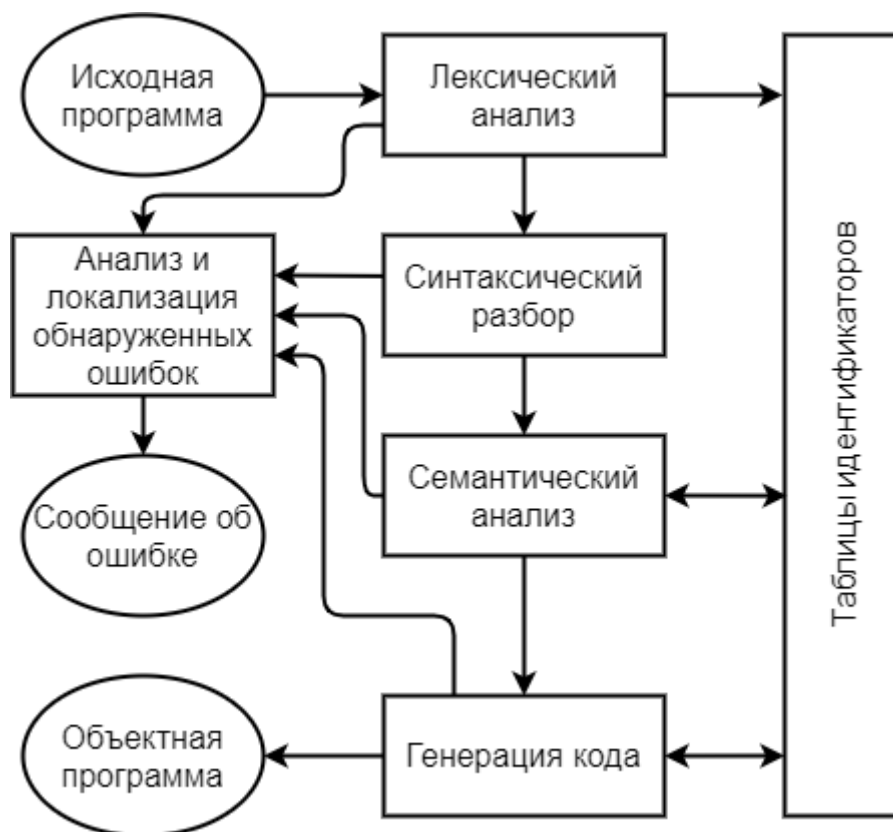 Исходная
программа
Лексический
анализ
Анализ и
локализация
обнаруженных
ошибок
Синтаксический
разбор
Семантический
анализ
Сообщение об
ошибке
Объектная
программа
Генерация кода
Таблицы идентификаторов